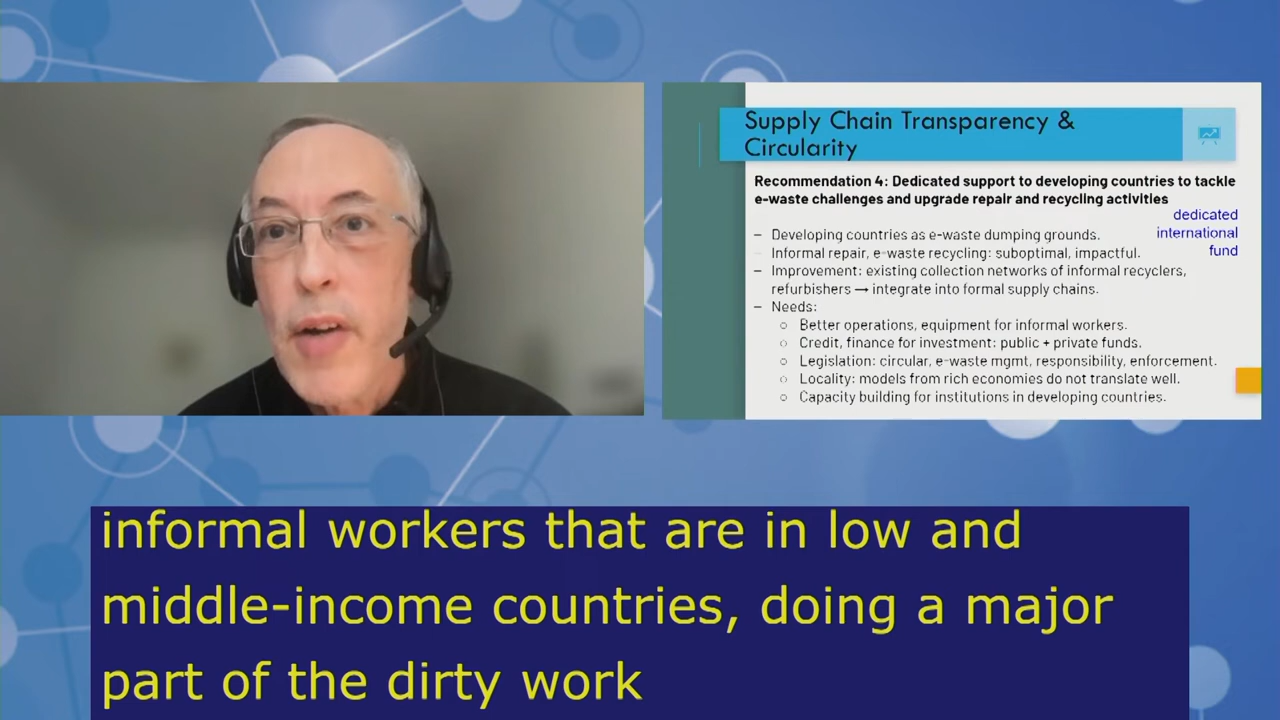 Supply Chain Transparency &
Circularity
Recommendation 4: Dedicated support to developing countries to tackle
e-waste challenges and upgrade repair and recycling activities
dedicated
international
fund
– Developing countries as e-waste dumping grounds.
– Informal repair, e-waste recycling: suboptimal, impactful.
– Improvement: existing collection networks of informal recyclers,
refurbishers → integrate into formal supply chains.
– Needs:
○ Better operations, equipment for informal workers.
○ Credit, finance for investment: public + private funds.
○ Legislation: circular, e-waste mgmt, responsibility, enforcement.
○ Locality: models from rich economies do not translate well.
○ Capacity building for institutions in developing countries.
informal workers that are in low and
middle-income countries, doing a major
part of the dirty work